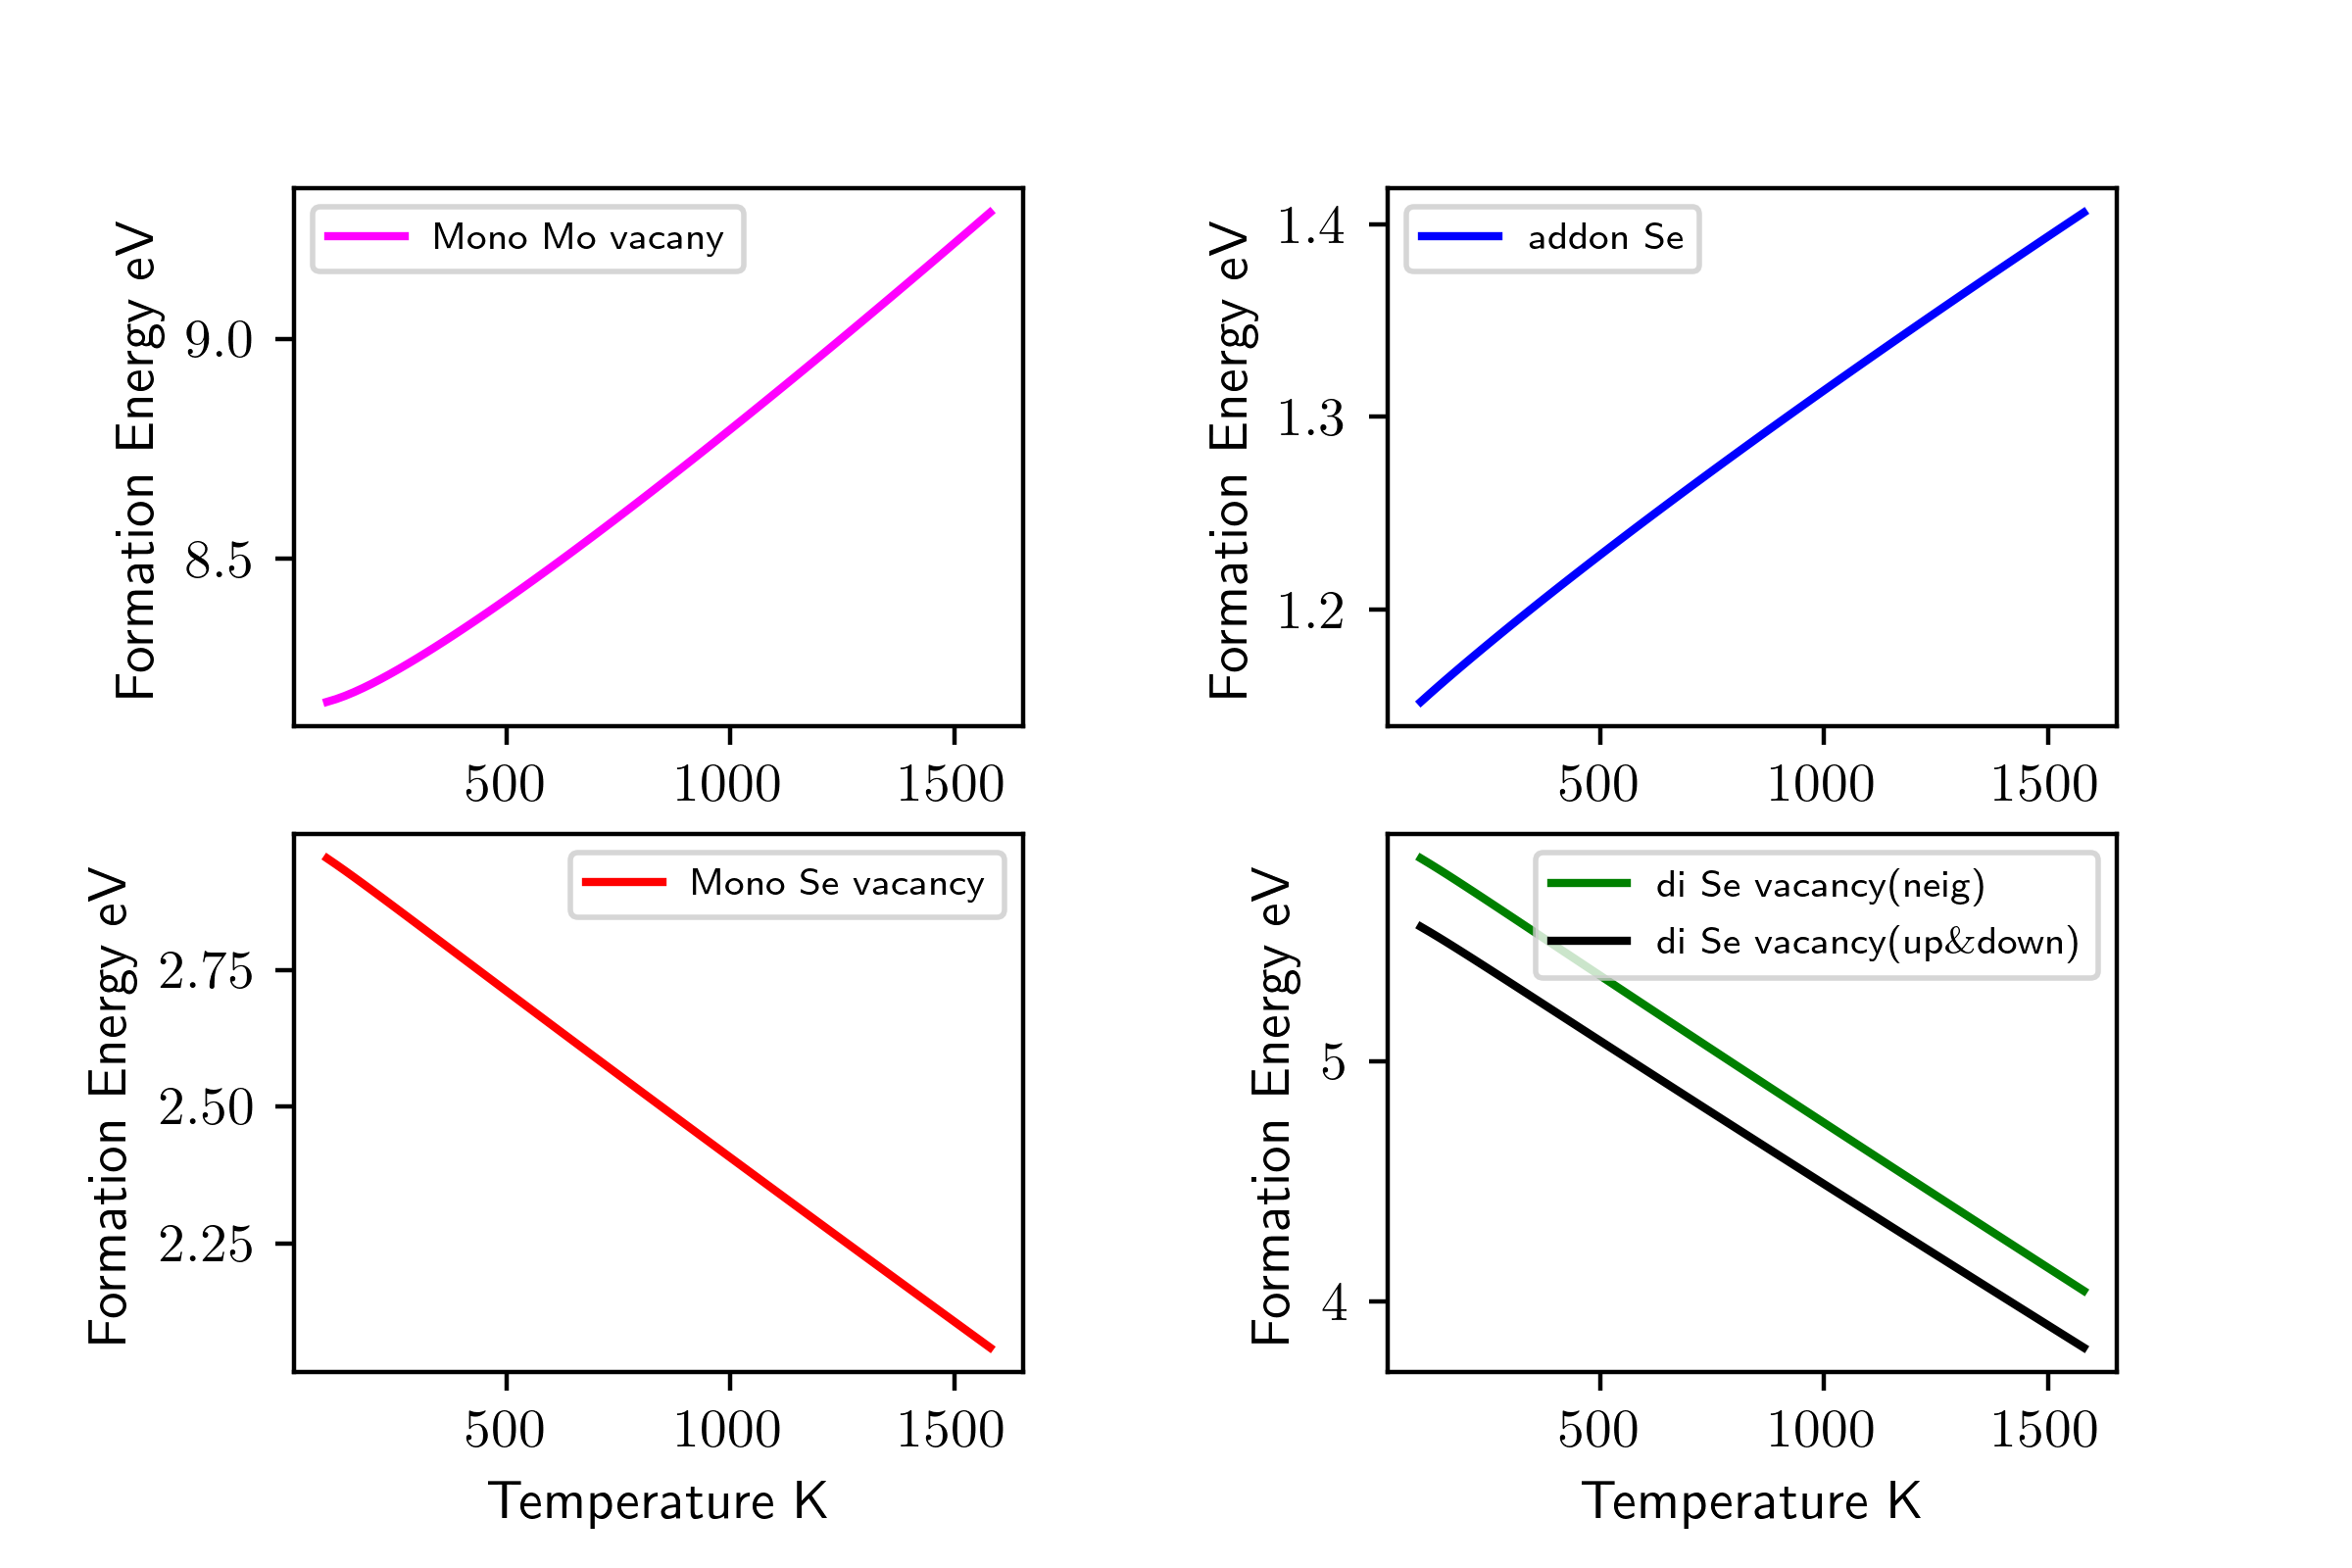 Mono Mo vacany
Formation Energy eV
9.0
8.5
500 1000 1500
addon Se
Formation Energy eV
1.4
1.3
1.2
500 1000 1500
Mono Se vacancy
Formation Energy eV
2.75
2.50
2.25
500 1000 1500
Temperature K
di Se vacancy(neig)
di Se vacancy(up&down)
Formation Energy eV
5
4
500 1000 1500
Temperature K